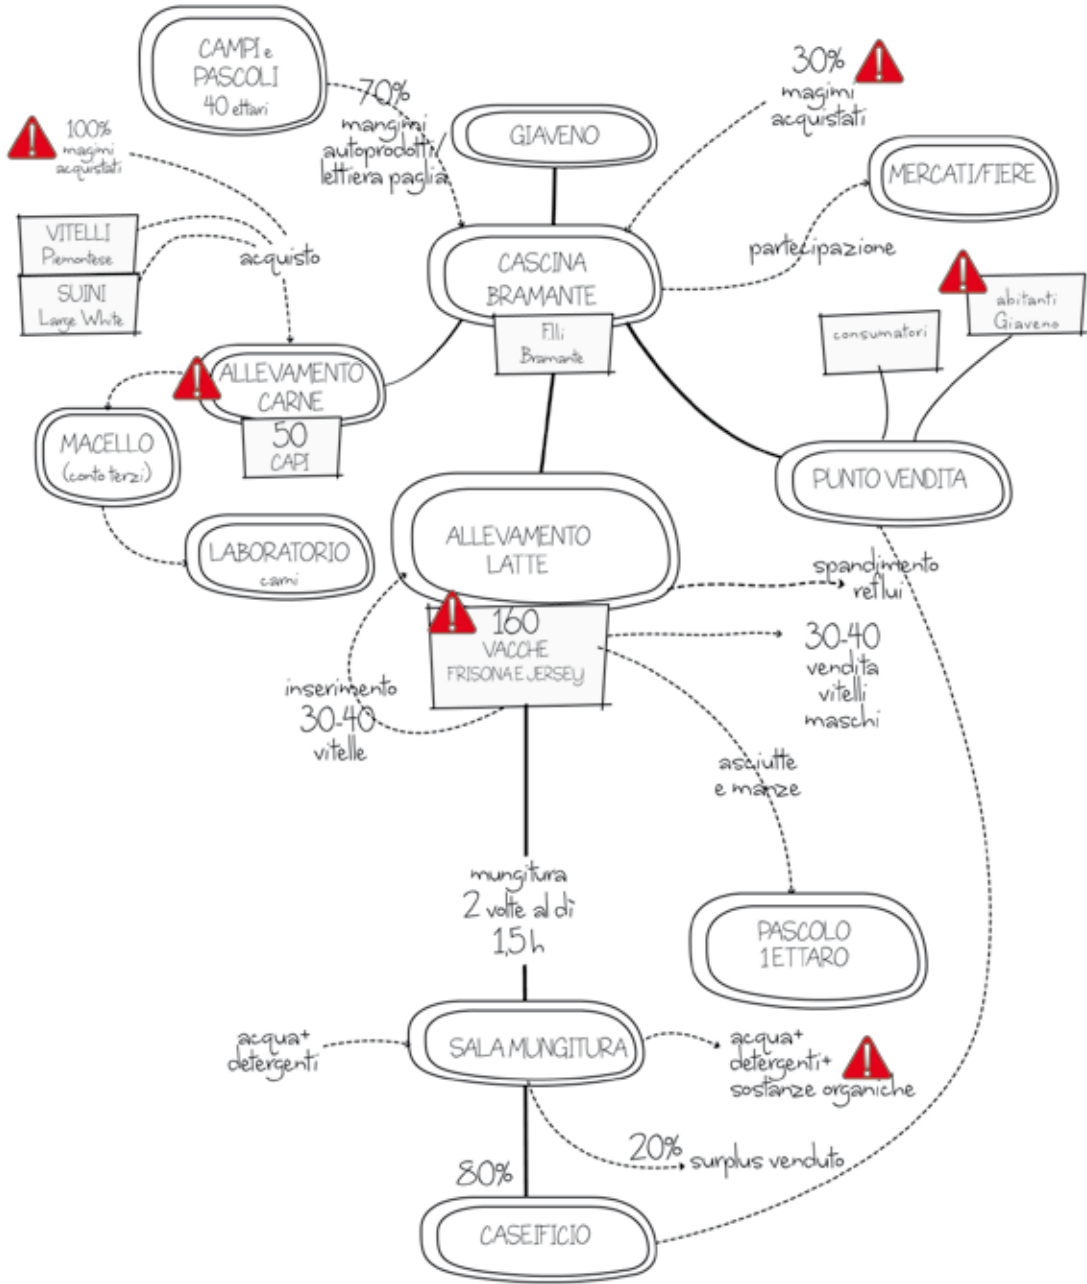 CAMPI e
PASCOLI
40 ettari
70%
mangimi
autoprodotti/
lettiera paglia
30%
magimi
acquistati
100%
magimi
acquistati
GIAVENO
MERCATI/FIERE
VITELLI
Piemontese
SUINI
Large White
acquisto
CASCINA
BRAMANTE
F.lli
Bramante
partecipazione
consumatori
abitanti
Giaveno
ALLEVAMENTO
CARNE
50
CAPI
MACELLO
(conto terzi)
LABORATORIO
carni
ALLEVAMENTO
LATTE
PUNTO VENDITA
spandimento
reflui
160
VACCHE
FRISONA E JERSEY
30-40
vendita
vitelli
maschi
inserimento
30-40
vitelle
asciutte
e manze
mungitura
2 volte al dì
1,5 h
PASCOLO
1 ETTARO
acqua+
detergenti
SALA MUNGITURA
acqua+
detergenti+
sostanze organiche
20% surplus venduto
80%
CASEIFICIO